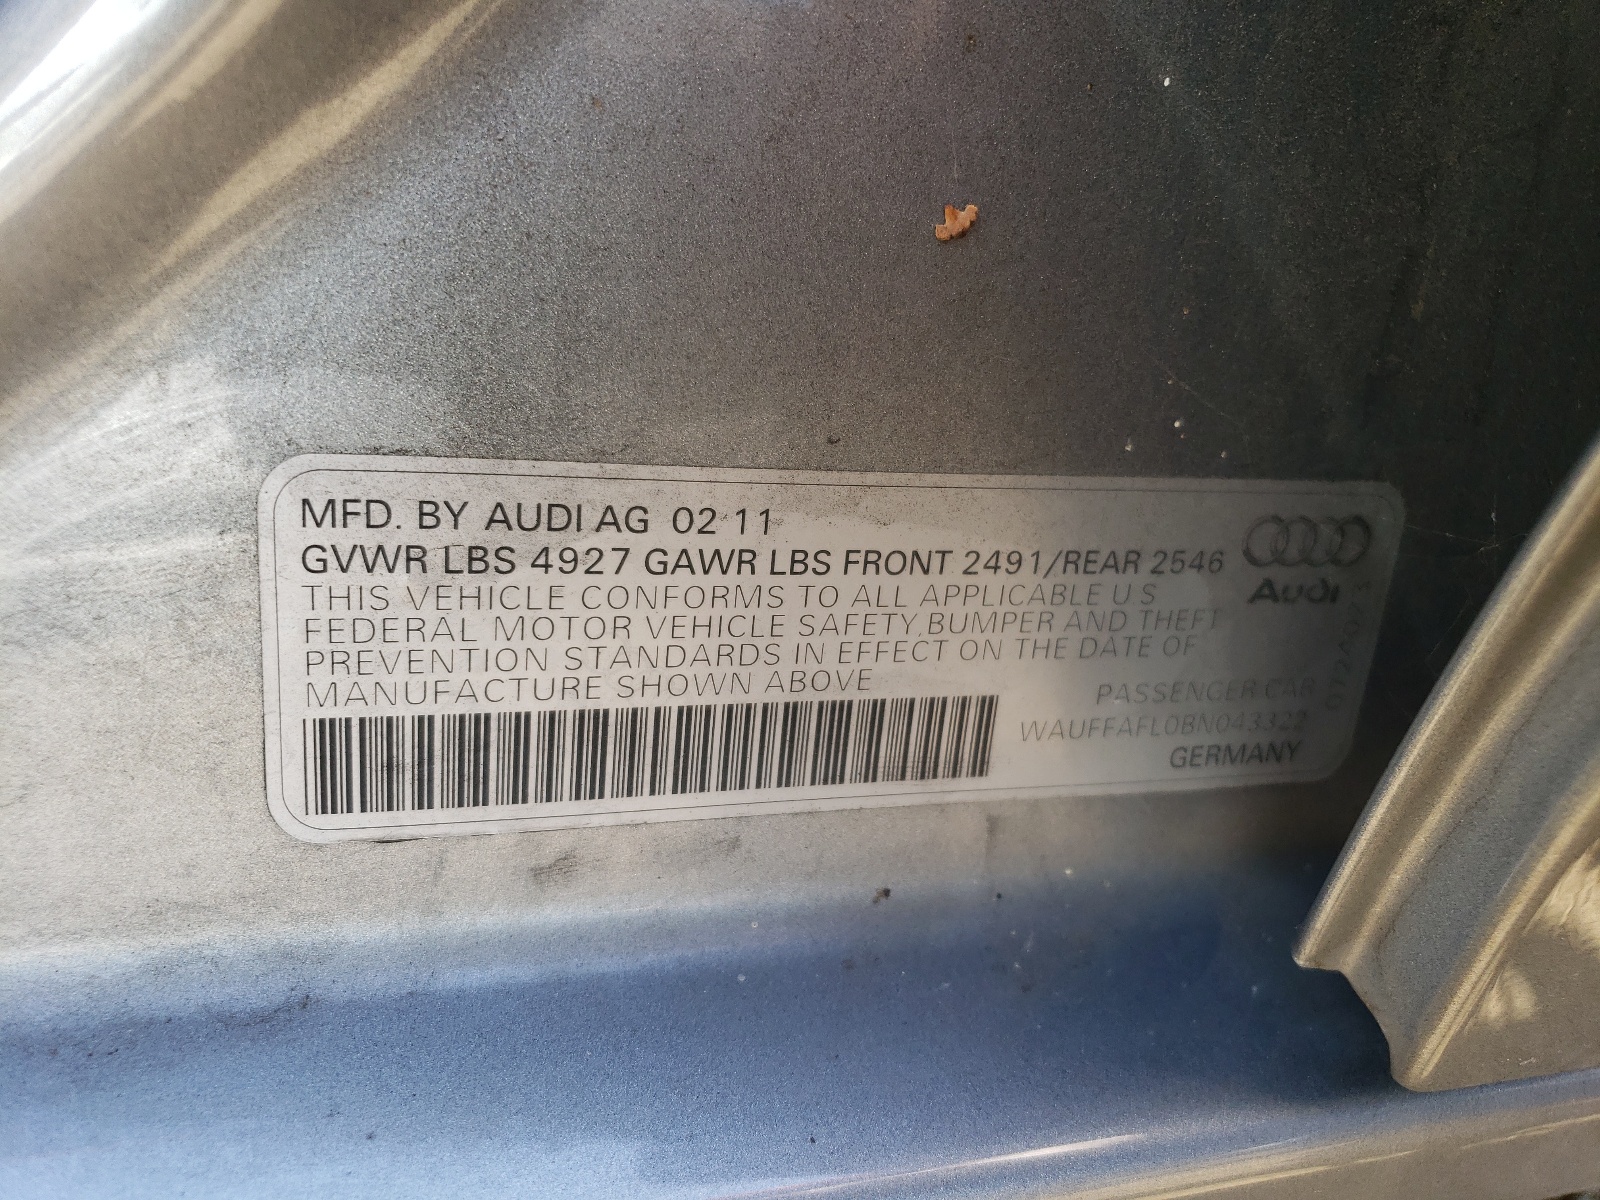 MFD. BY AUDI AG 02 11
GVWR LBS 4927 GAWR LBS FRONT 2491/REAR 2546
THIS VEHICLE CONFORMS TO ALL APPLICABLE U S
FEDERAL MOTOR VEHICLE SAFETY, BUMPER AND THEFT
PREVENTION STANDARDS IN EFFECT ON THE DATE OF
MANUFACTURE SHOWN ABOVE
Audi
PASSENGER CAR
WAUFFAFL0BN043322
GERMANY